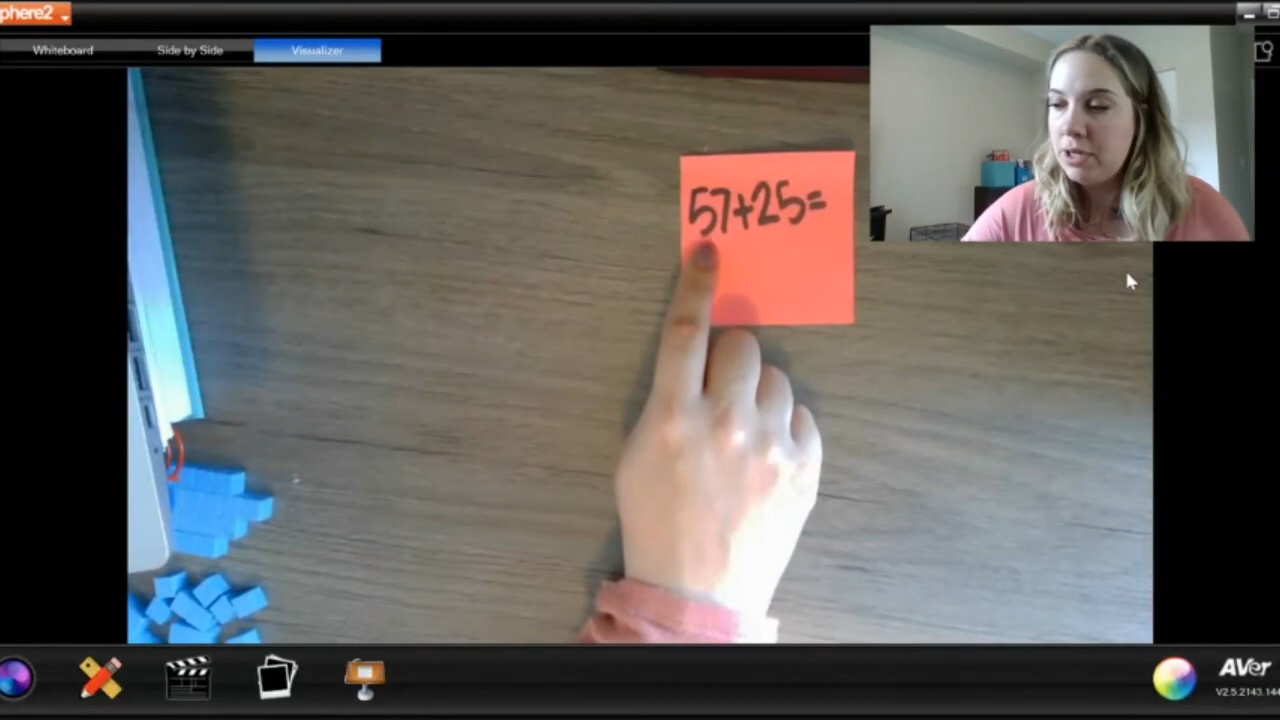 phere2
Whiteboard
Side by Side
Visualizer
57+25=
AVer
V2.5.2143.144